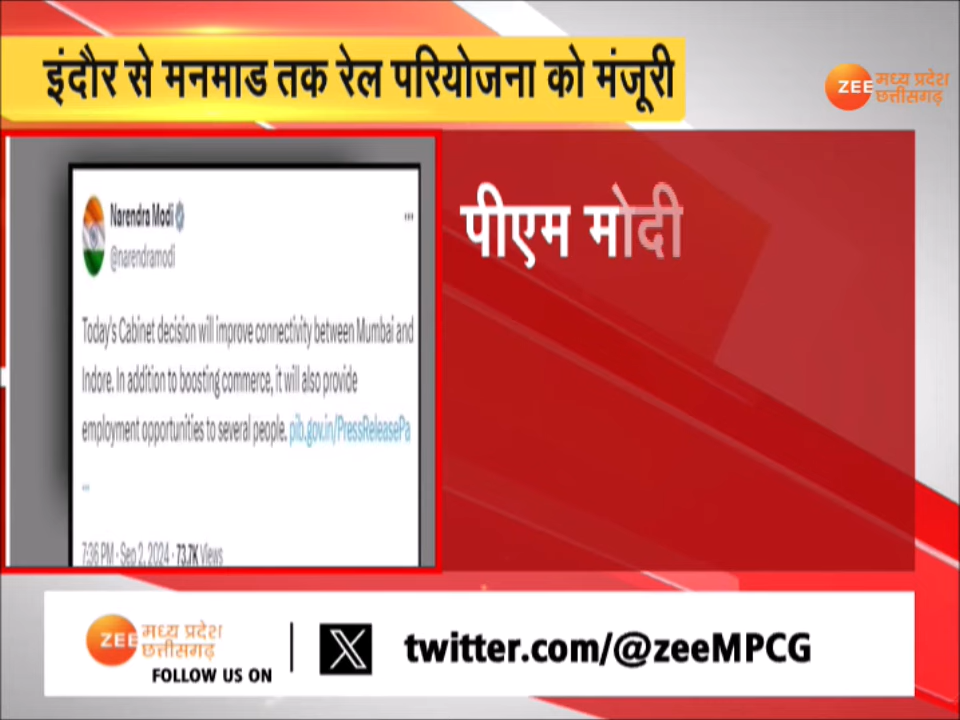 इंदौर से मनमाड तक रेल परियोजना को मंजूरी
ZEE मध्य प्रदेश
छत्तीसगढ़
Narendra Modi
@narendramodi
...
Today's Cabinet decision will improve connectivity between Mumbai and
Indore. In addition to boosting commerce, it will also provide
employment opportunities to several people. pib.gov.in/PressReleasePa
...
7:36 PM · Sep 2, 2024 · 73.7K Views
पीएम मोदी
ZEE मध्य प्रदेश
छत्तीसगढ़
FOLLOW US ON
twitter.com/@zeeMPCG